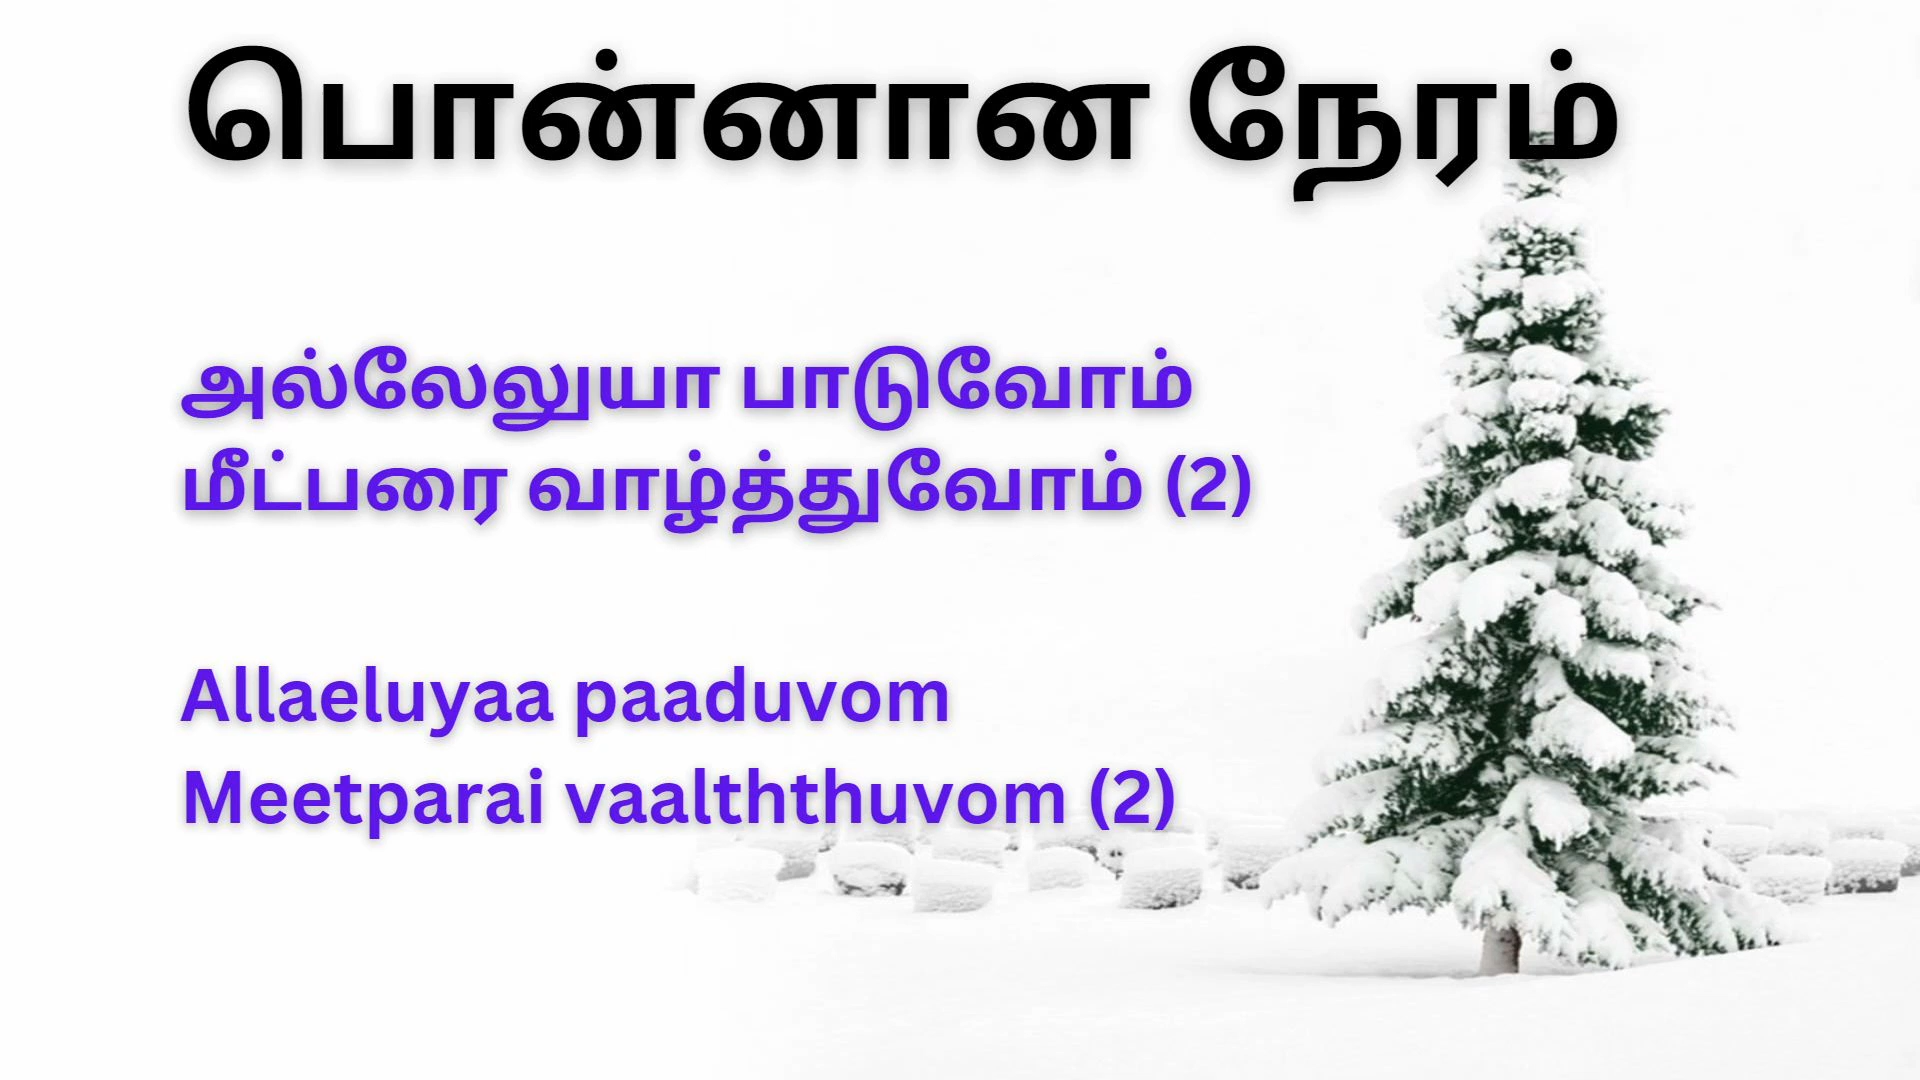 பொன்னான நேரம்
அல்லேலுயா பாடுவோம்
மீட்பரை வாழ்த்துவோம் (2)
Allaeluyaa paaduvom
Meetparai vaalththuvom (2)